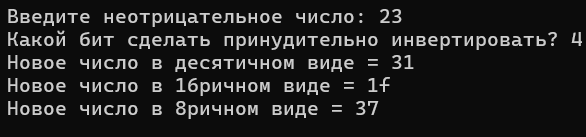 Введите неотрицательное число: 23
Какой бит сделать принудительно инвертировать? 4
Новое число в десятичном виде = 31
Новое число в 16ричном виде = 1f
Новое число в 8ричном виде = 37